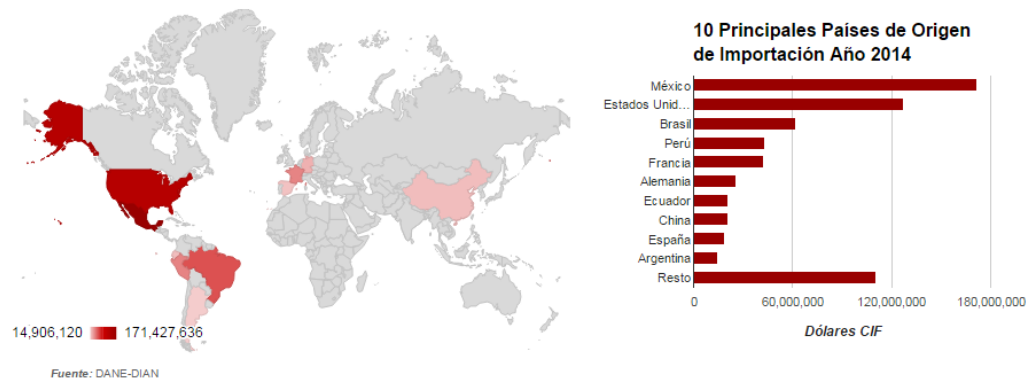 14,906,120 171,427,636
Fuente: DANE-DIAN
10 Principales Países de Origen
de Importación Año 2014
México
Estados Unid...
Brasil
Perú
Francia
Alemania
Ecuador
China
España
Argentina
Resto
0 60,000,000 120,000,000 180,000,000
Dólares CIF